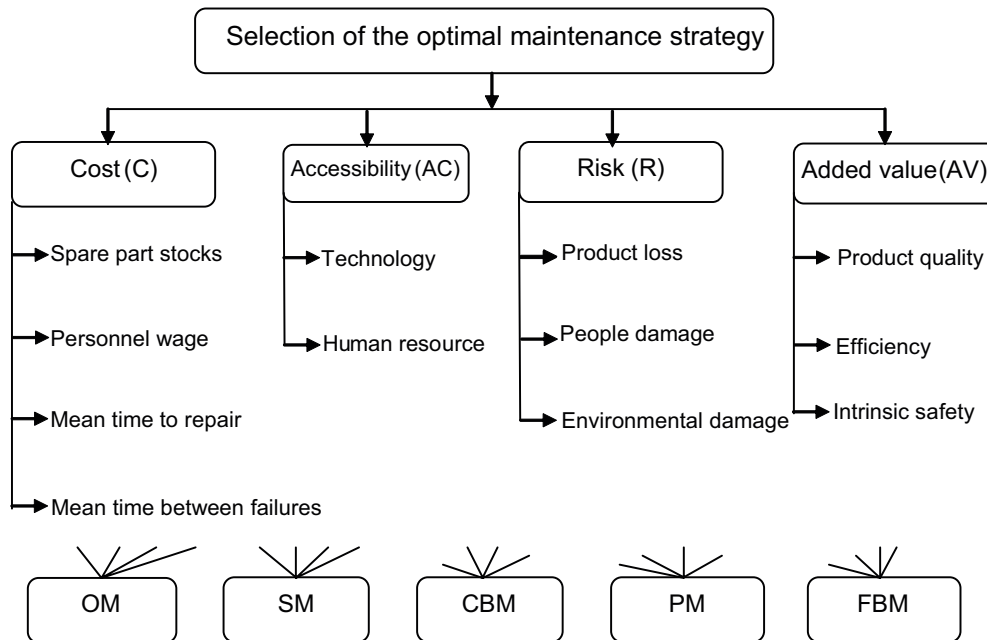 Selection of the optimal maintenance strategy
Cost (C)
Accessibility (AC)
Risk (R)
Added value(AV)
Spare part stocks
Personnel wage
Mean time to repair
Mean time between failures
Technology
Human resource
Product loss
People damage
Environmental damage
Product quality
Efficiency
Intrinsic safety
OM
SM
CBM
PM
FBM